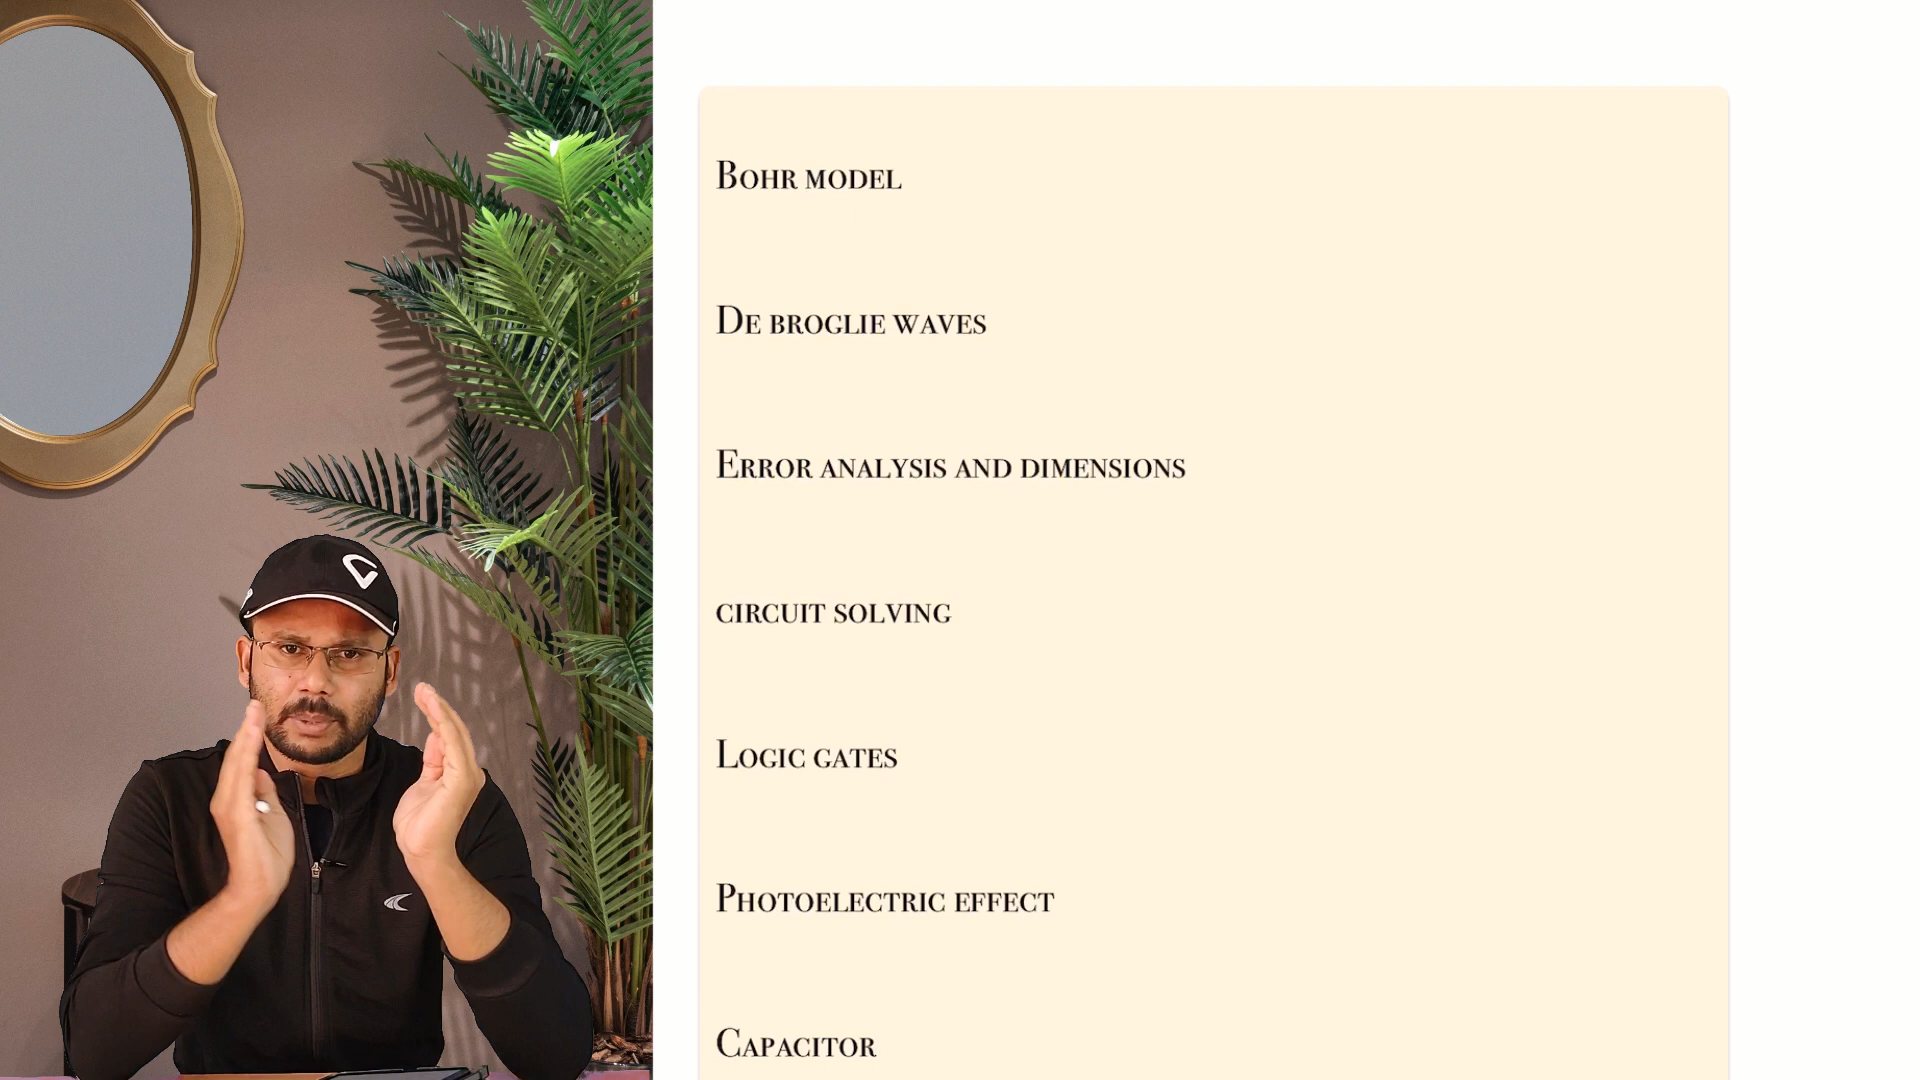 Bohr model
De broglie waves
Error analysis and dimensions
circuit solving
Logic gates
Photoelectric effect
Capacitor